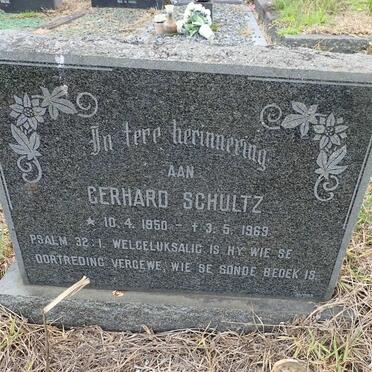 In tere herinnering
AAN
GERHARD SCHULTZ
* 10. 4. 1950 - † 3. 5. 1969
PSALM 32:1. WELGELUKSALIG IS HY WIE SE
OORTREDING VERGEWE, WIE SE SONDE BEDEK IS.